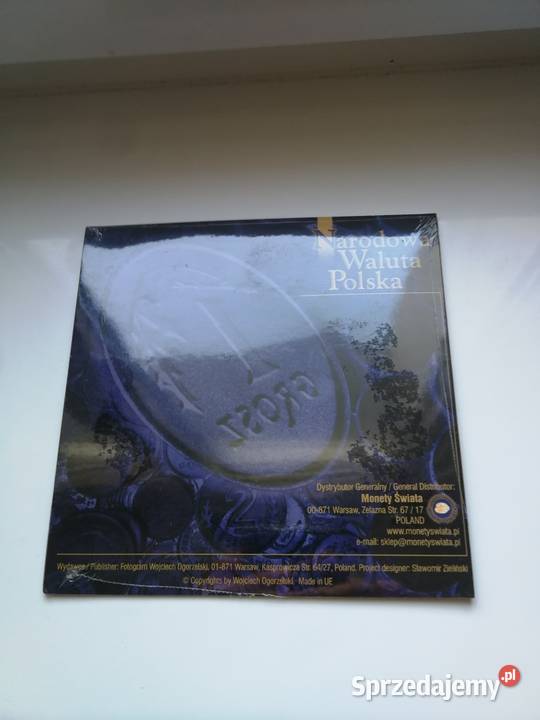 Narodowa
Waluta
Polska
1
GROSZ
Dystrybutor Generalny / General Distributor:
Monety Świata
00-871 Warsaw, Żelazna Str. 67 / 17
POLAND
www.monetyswiata.pl
e-mail: sklep@monetyswiata.pl
Wydawca / Publisher: Fotogram Wojciech Ogorzelski, 01-871 Warsaw, Kasprowicza Str. 64/27, Poland. Project designer: Sławomir Zieliński
© Copyrights by Wojciech Ogorzelski · Made in UE
Sprzedajemy.pl